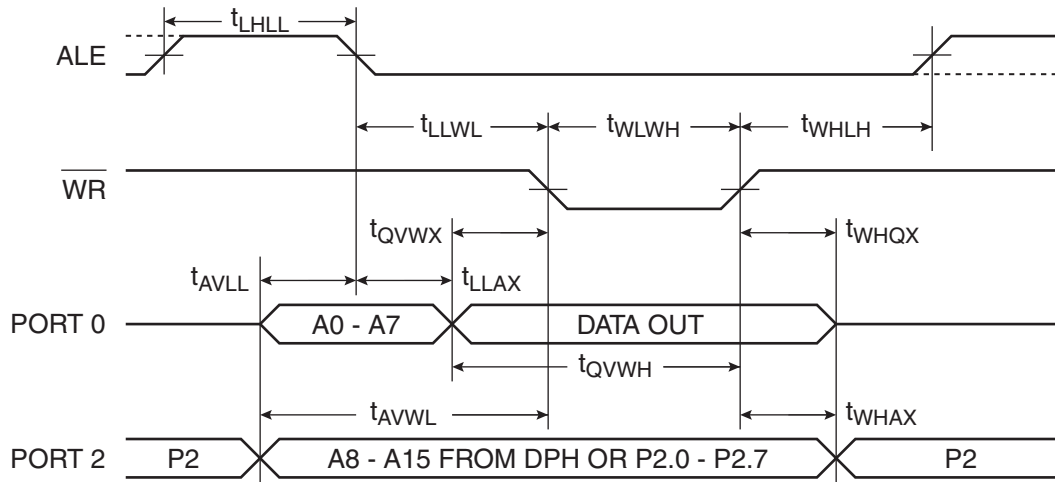 tLHLL
ALE
tLLWL tWLWH tWHLH
WR
tQVWX tWHQX
tAVLL tLLAX
PORT 0 A0 - A7 DATA OUT
tQVWH
tAVWL tWHAX
PORT 2 P2 A8 - A15 FROM DPH OR P2.0 - P2.7 P2